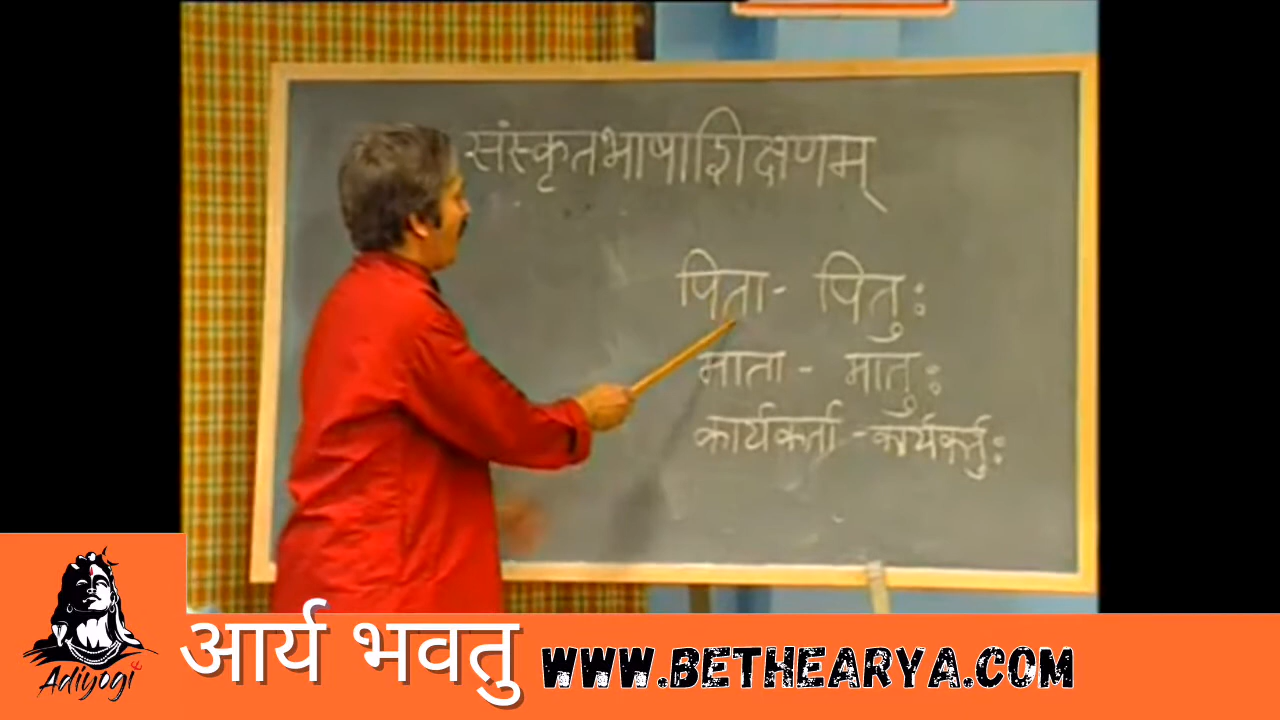 संस्कृतभाषाशिक्षणम्
पिता - पितुः
माता - मातुः
कार्यकर्ता - कार्यकर्तुः
Adiyogi
आर्य भवतु
WWW.BETHEARYA.COM